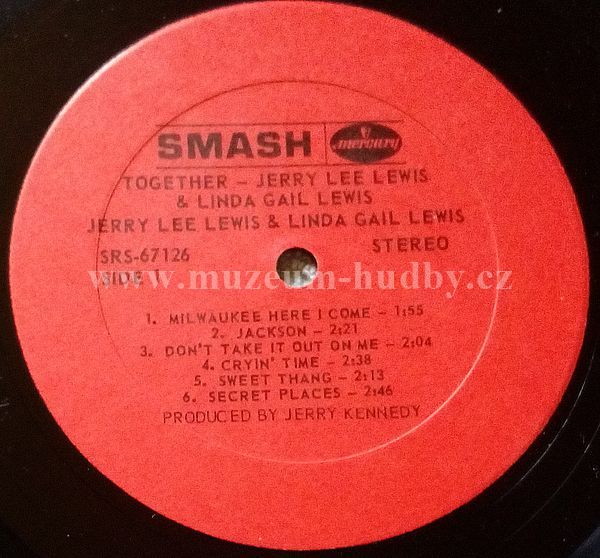 SMASH mercury
TOGETHER – JERRY LEE LEWIS
& LINDA GAIL LEWIS
JERRY LEE LEWIS & LINDA GAIL LEWIS
SRS-67126 STEREO
SIDE 1
www.muzeum-hudby.cz
1. MILWAUKEE HERE I COME – 1:55
2. JACKSON – 2:21
3. DON'T TAKE IT OUT ON ME – 2:04
4. CRYIN' TIME – 2:38
5. SWEET THANG – 2:13
6. SECRET PLACES – 2:46
PRODUCED BY JERRY KENNEDY